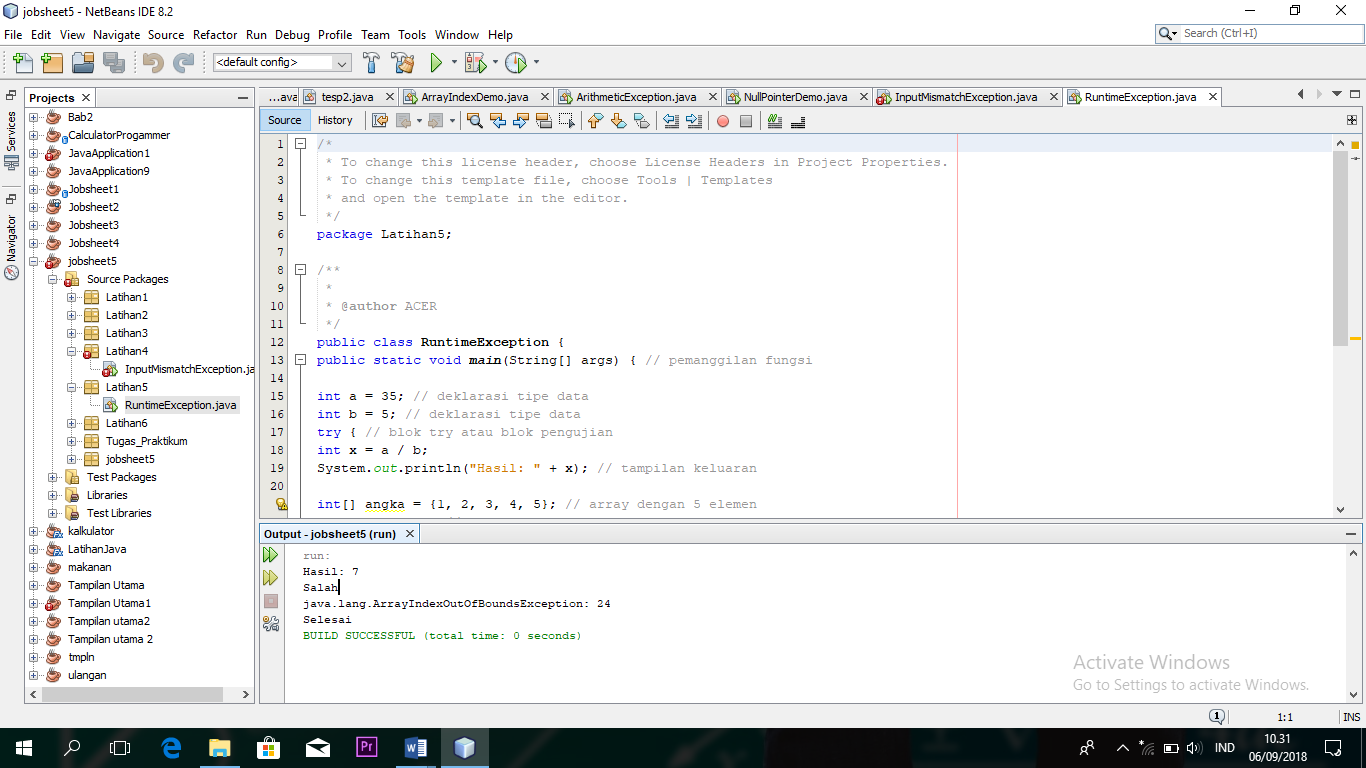 jobsheet5 - NetBeans IDE 8.2
File Edit View Navigate Source Refactor Run Debug Profile Team Tools Window Help
Search (Ctrl+I)
<default config>
Projects
Services
Navigator
Bab2
CalculatorProgammer
JavaApplication1
JavaApplication9
Jobsheet1
Jobsheet2
Jobsheet3
Jobsheet4
jobsheet5
Source Packages
Latihan1
Latihan2
Latihan3
Latihan4
InputMismatchException.ja
Latihan5
RuntimeException.java
Latihan6
Tugas_Praktikum
jobsheet5
Test Packages
Libraries
Test Libraries
kalkulator
LatihanJava
makanan
Tampilan Utama
Tampilan Utama1
Tampilan utama2
Tampilan utama 2
tmpln
ulangan
...ava tesp2.java ArrayIndexDemo.java ArithmeticException.java NullPointerDemo.java InputMismatchException.java RuntimeException.java
Source History
1 /*
2 * To change this license header, choose License Headers in Project Properties.
3 * To change this template file, choose Tools | Templates
4 * and open the template in the editor.
5 */
6 package Latihan5;
7
8 /**
9 *
10 * @author ACER
11 */
12 public class RuntimeException {
13 public static void main(String[] args) { // pemanggilan fungsi
14
15 int a = 35; // deklarasi tipe data
16 int b = 5; // deklarasi tipe data
17 try { // blok try atau blok pengujian
18 int x = a / b;
19 System.out.println("Hasil: " + x); // tampilan keluaran
20
int[] angka = {1, 2, 3, 4, 5}; // array dengan 5 elemen
Output - jobsheet5 (run)
run:
Hasil: 7
Salah
java.lang.ArrayIndexOutOfBoundsException: 24
Selesai
BUILD SUCCESSFUL (total time: 0 seconds)
Activate Windows
Go to Settings to activate Windows.
1 1:1 INS
Pr
IND
10.31
06/09/2018